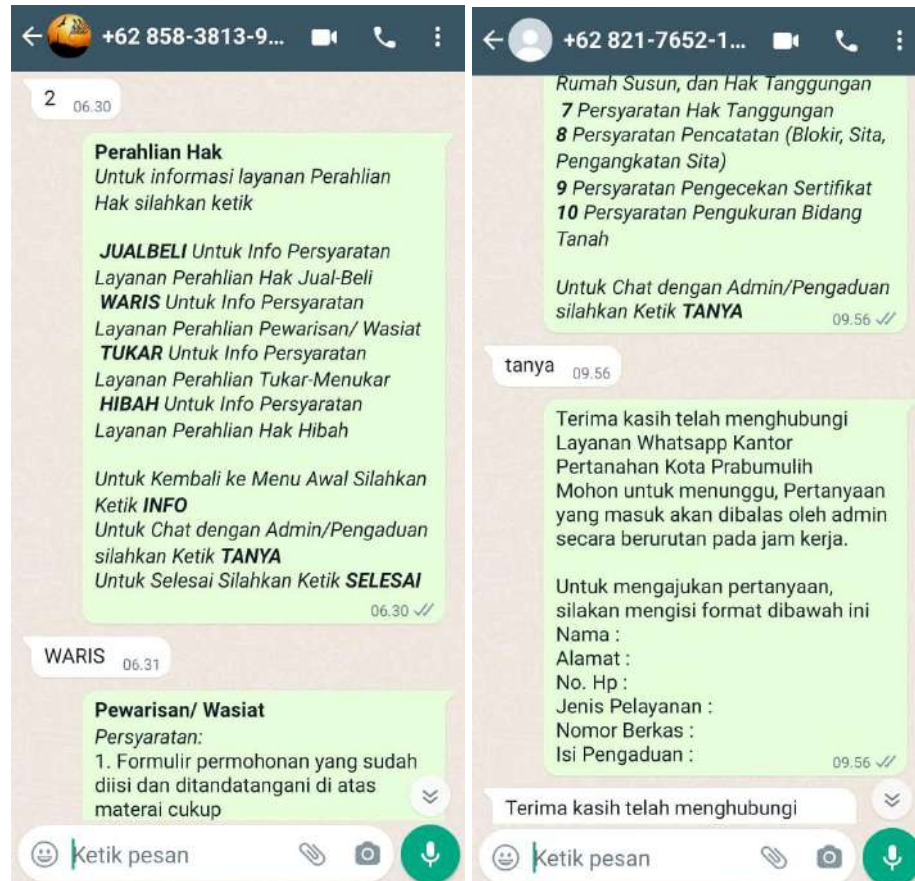 +62 858-3813-9...
2 06.30
Perahlian Hak
Untuk informasi layanan Perahlian
Hak silahkan ketik
JUALBELI Untuk Info Persyaratan
Layanan Perahlian Hak Jual-Beli
WARIS Untuk Info Persyaratan
Layanan Perahlian Pewarisan/ Wasiat
TUKAR Untuk Info Persyaratan
Layanan Perahlian Tukar-Menukar
HIBAH Untuk Info Persyaratan
Layanan Perahlian Hak Hibah
Untuk Kembali ke Menu Awal Silahkan
Ketik INFO
Untuk Chat dengan Admin/Pengaduan
silahkan Ketik TANYA
Untuk Selesai Silahkan Ketik SELESAI
06.30
WARIS 06.31
Pewarisan/ Wasiat
Persyaratan:
1. Formulir permohonan yang sudah
diisi dan ditandatangani di atas
materai cukup
Ketik pesan
+62 821-7652-1...
Rumah Susun, dan Hak Tanggungan
7 Persyaratan Hak Tanggungan
8 Persyaratan Pencatatan (Blokir, Sita,
Pengangkatan Sita)
9 Persyaratan Pengecekan Sertifikat
10 Persyaratan Pengukuran Bidang
Tanah
Untuk Chat dengan Admin/Pengaduan
silahkan Ketik TANYA
09.56
tanya 09.56
Terima kasih telah menghubungi
Layanan Whatsapp Kantor
Pertanahan Kota Prabumulih
Mohon untuk menunggu, Pertanyaan
yang masuk akan dibalas oleh admin
secara berurutan pada jam kerja.
Untuk mengajukan pertanyaan,
silakan mengisi format dibawah ini
Nama :
Alamat :
No. Hp :
Jenis Pelayanan :
Nomor Berkas :
Isi Pengaduan :
09.56
Terima kasih telah menghubungi
Ketik pesan